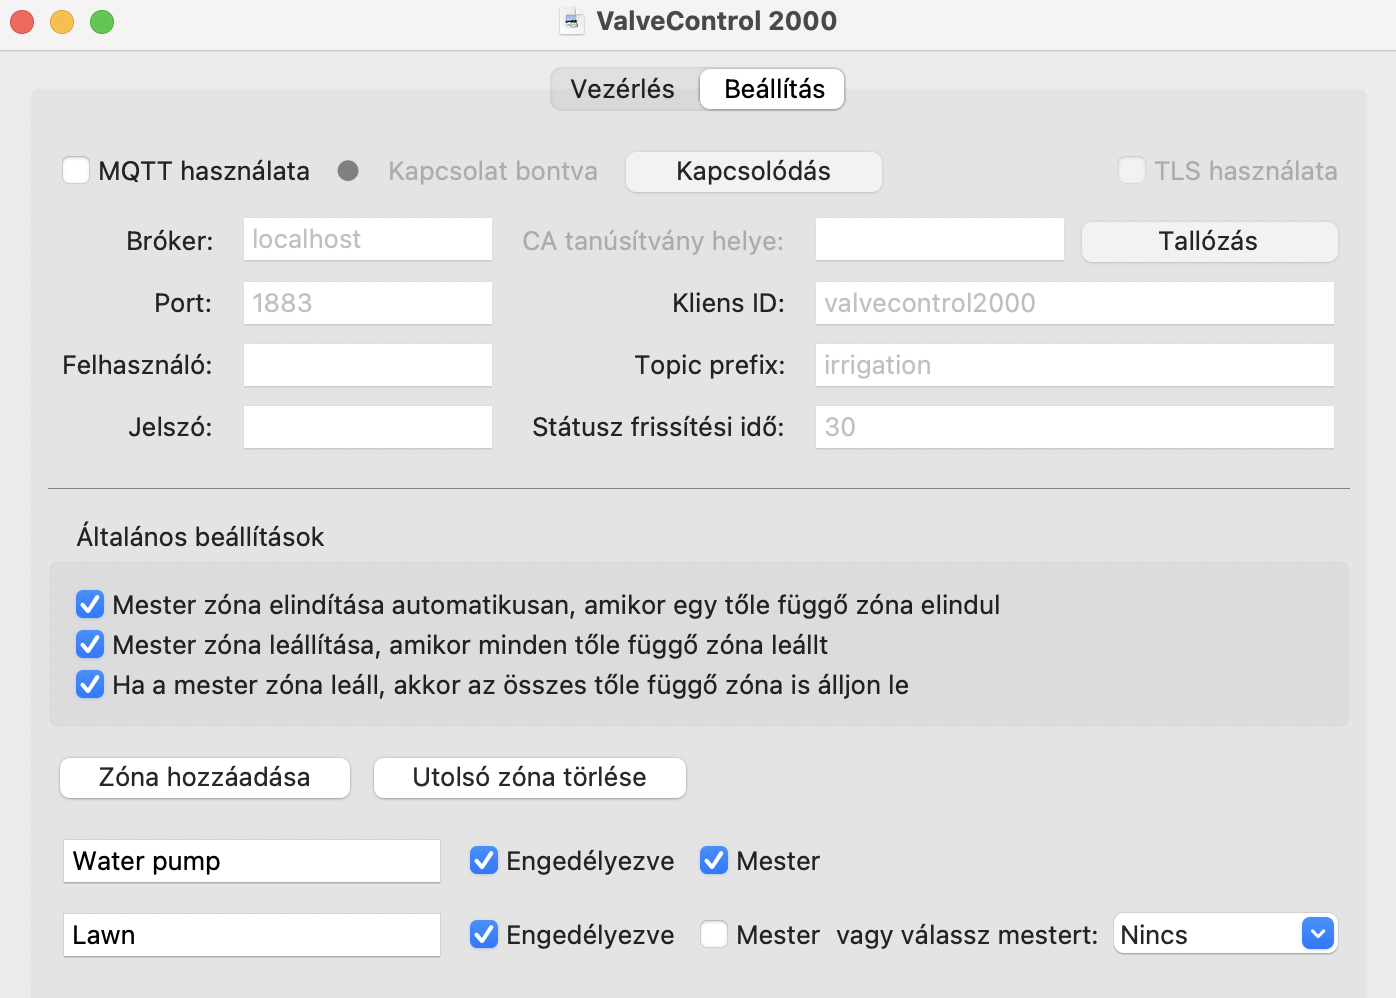 ValveControl 2000
Vezérlés Beállítás
MQTT használata Kapcsolat bontva Kapcsolódás TLS használata
Bróker: localhost CA tanúsítvány helye: Tallózás
Port: 1883 Kliens ID: valvecontrol2000
Felhasználó: Topic prefix: irrigation
Jelszó: Státusz frissítési idő: 30
Általános beállítások
Mester zóna elindítása automatikusan, amikor egy tőle függő zóna elindul
Mester zóna leállítása, amikor minden tőle függő zóna leállt
Ha a mester zóna leáll, akkor az összes tőle függő zóna is álljon le
Zóna hozzáadása Utolsó zóna törlése
Water pump Engedélyezve Mester
Lawn Engedélyezve Mester vagy válassz mestert: Nincs